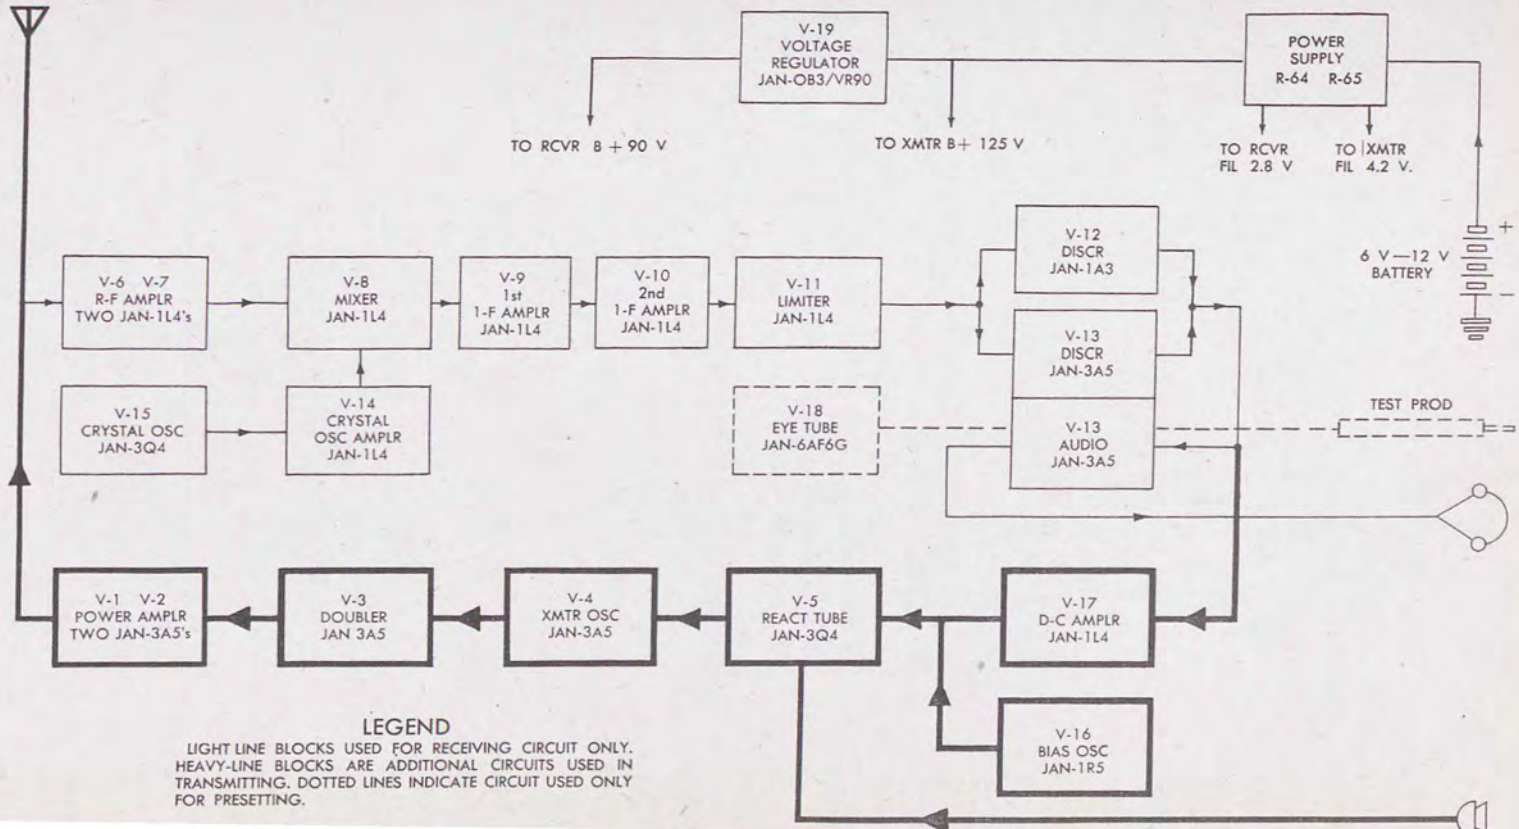 V-19
VOLTAGE
REGULATOR
JAN-OB3/VR90
POWER
SUPPLY
R-64 R-65
TO RCVR B + 90 V
TO XMTR B+ 125 V
TO RCVR
FIL 2.8 V
TO XMTR
FIL 4.2 V.
6 V—12 V
BATTERY
+
−
V-6 V-7
R-F AMPLR
TWO JAN-1L4's
V-8
MIXER
JAN-1L4
V-9
1st
1-F AMPLR
JAN-1L4
V-10
2nd
1-F AMPLR
JAN-1L4
V-11
LIMITER
JAN-1L4
V-12
DISCR
JAN-1A3
V-13
DISCR
JAN-3A5
V-15
CRYSTAL OSC
JAN-3Q4
V-14
CRYSTAL
OSC AMPLR
JAN-1L4
V-18
EYE TUBE
JAN-6AF6G
V-13
AUDIO
JAN-3A5
TEST PROD
V-1 V-2
POWER AMPLR
TWO JAN-3A5's
V-3
DOUBLER
JAN 3A5
V-4
XMTR OSC
JAN-3A5
V-5
REACT TUBE
JAN-3Q4
V-17
D-C AMPLR
JAN-1L4
V-16
BIAS OSC
JAN-1R5
LEGEND
LIGHT LINE BLOCKS USED FOR RECEIVING CIRCUIT ONLY.
HEAVY-LINE BLOCKS ARE ADDITIONAL CIRCUITS USED IN
TRANSMITTING. DOTTED LINES INDICATE CIRCUIT USED ONLY
FOR PRESETTING.